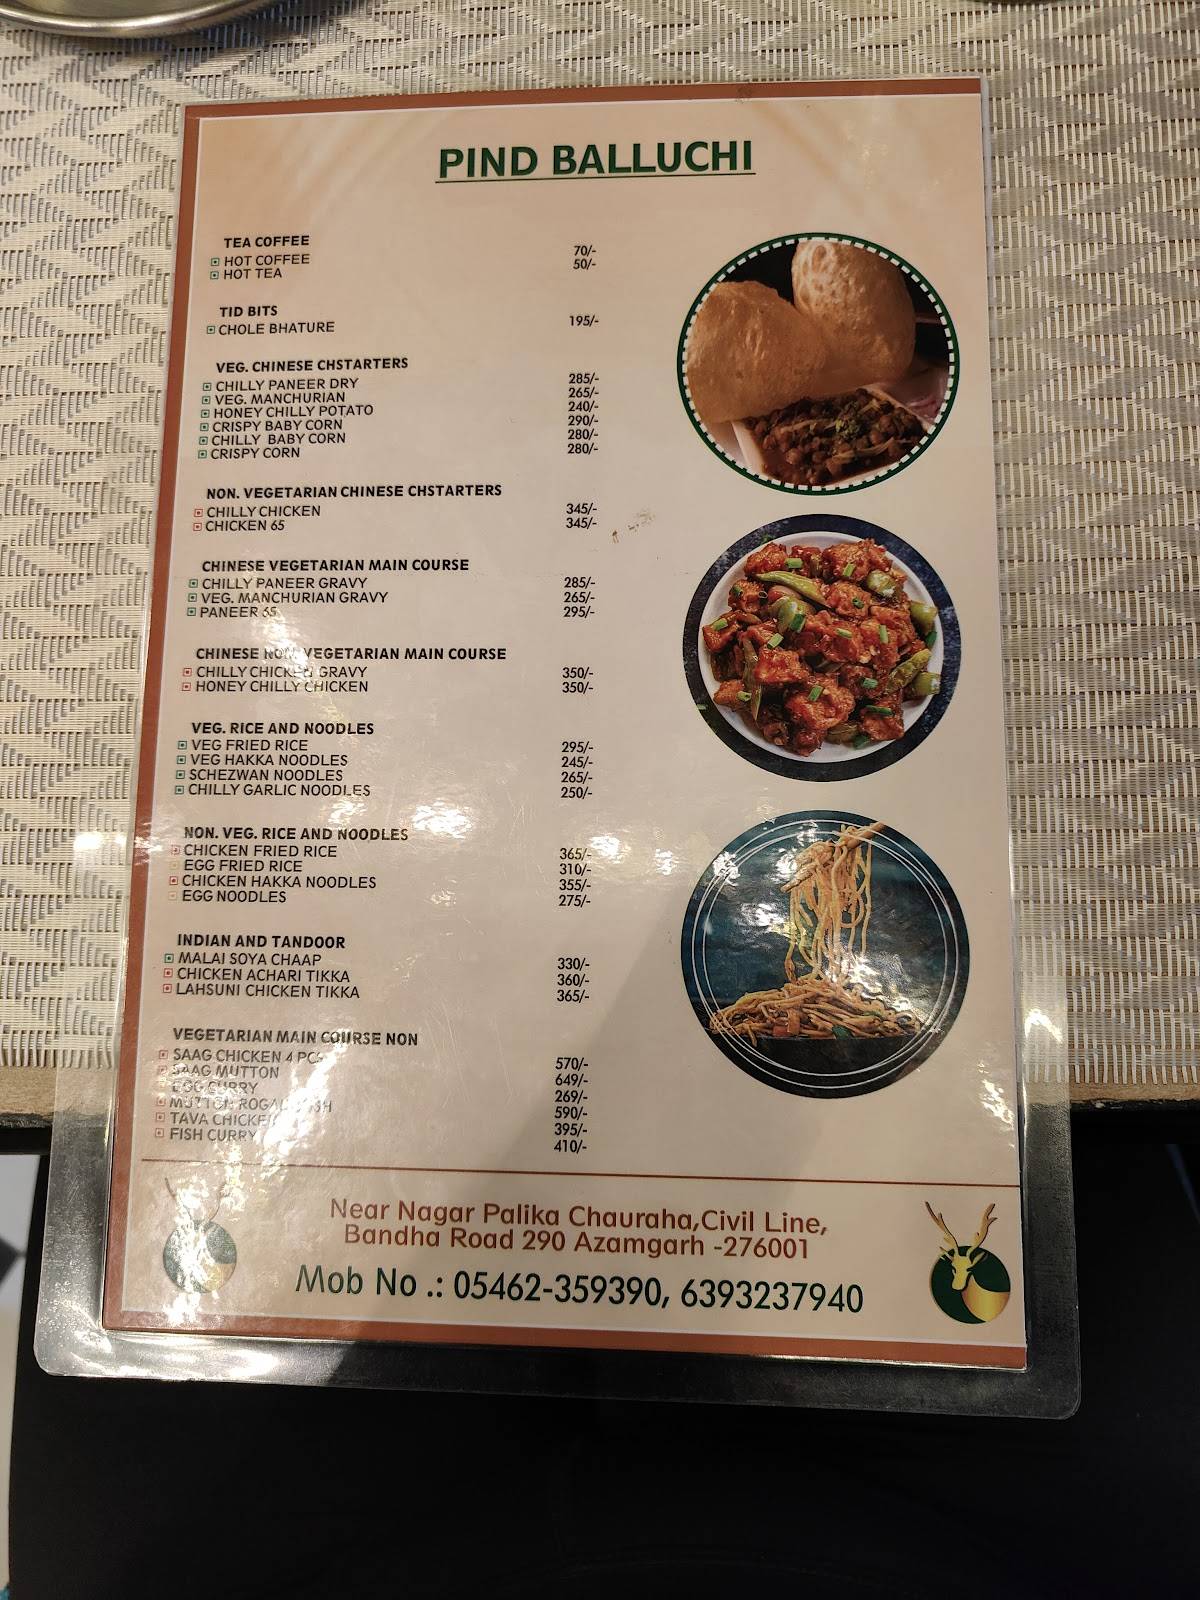 PIND BALLUCHI
TEA COFFEE
HOT COFFEE 70/-
HOT TEA 50/-
TID BITS
CHOLE BHATURE 195/-
VEG. CHINESE CHSTARTERS
CHILLY PANEER DRY 285/-
VEG. MANCHURIAN 265/-
HONEY CHILLY POTATO 240/-
CRISPY BABY CORN 290/-
CHILLY BABY CORN 280/-
CRISPY CORN 280/-
NON. VEGETARIAN CHINESE CHSTARTERS
CHILLY CHICKEN 345/-
CHICKEN 65 345/-
CHINESE VEGETARIAN MAIN COURSE
CHILLY PANEER GRAVY 285/-
VEG. MANCHURIAN GRAVY 265/-
PANEER 65 295/-
CHINESE NON. VEGETARIAN MAIN COURSE
CHILLY CHICKEN GRAVY 350/-
HONEY CHILLY CHICKEN 350/-
VEG. RICE AND NOODLES
VEG FRIED RICE 295/-
VEG HAKKA NOODLES 245/-
SCHEZWAN NOODLES 265/-
CHILLY GARLIC NOODLES 250/-
NON. VEG. RICE AND NOODLES
CHICKEN FRIED RICE 365/-
EGG FRIED RICE 310/-
CHICKEN HAKKA NOODLES 355/-
EGG NOODLES 275/-
INDIAN AND TANDOOR
MALAI SOYA CHAAP 330/-
CHICKEN ACHARI TIKKA 360/-
LAHSUNI CHICKEN TIKKA 365/-
VEGETARIAN MAIN COURSE NON
SAAG CHICKEN 4 PCS 570/-
SAAG MUTTON 649/-
EGG CURRY 269/-
MUTTON 590/-
TAVA CHICKEN 395/-
FISH CURRY 410/-
Near Nagar Palika Chauraha,Civil Line,
Bandha Road 290 Azamgarh -276001
Mob No .: 05462-359390, 6393237940